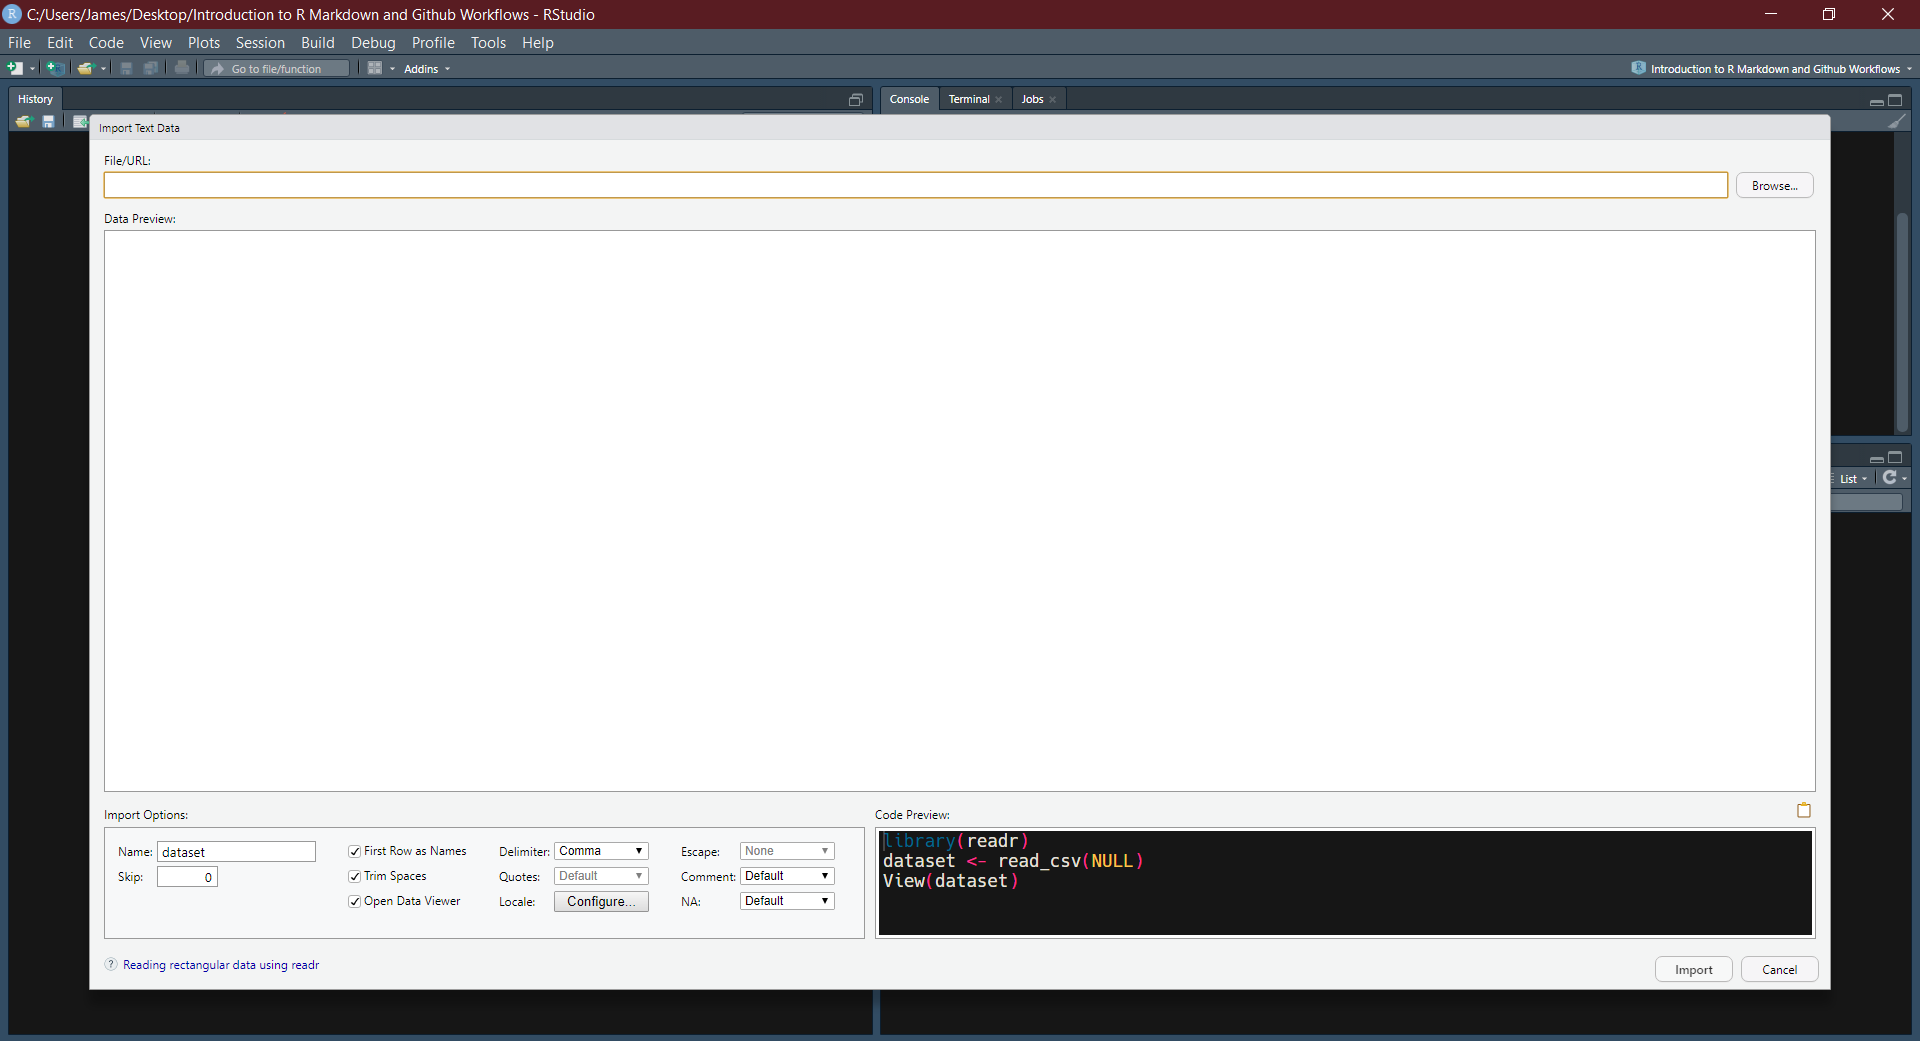 C:/Users/James/Desktop/Introduction to R Markdown and Github Workflows - RStudio
File Edit Code View Plots Session Build Debug Profile Tools Help
Go to file/function Addins Introduction to R Markdown and Github Workflows
History Console Terminal Jobs
Import Text Data
File/URL:
Browse...
Data Preview:
List
Import Options: Code Preview:
Name: dataset First Row as Names Delimiter: Comma Escape: None
Skip: 0 Trim Spaces Quotes: Default Comment: Default
Open Data Viewer Locale: Configure... NA: Default
library(readr)
dataset <- read_csv(NULL)
View(dataset)
? Reading rectangular data using readr
Import Cancel